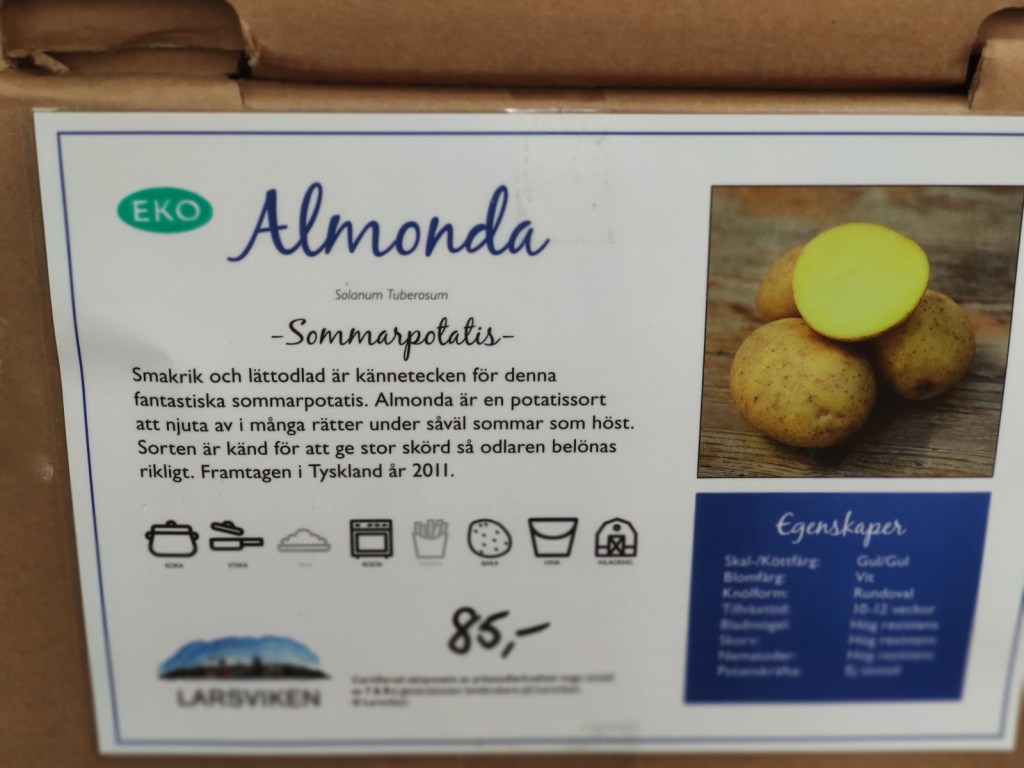 EKO
Almonda
Solanum Tuberosum
-Sommarpotatis-
Smakrik och lättodlad är kännetecken för denna
fantastiska sommarpotatis. Almonda är en potatissort
att njuta av i många rätter under såväl sommar som höst.
Sorten är känd för att ge stor skörd så odlaren belönas
rikligt. Framtagen i Tyskland år 2011.
85,-
LARSVIKEN
Egenskaper
Skal-/Köttfärg: Gul/Gul
Blomfärg: Vit
Knölform: Rundoval
Tillväxttid: 10-12 veckor
Bladmögel: Hög resistens
Skorv: Hög resistens
Nematoder: Hög resistens
Potatiskräfta: